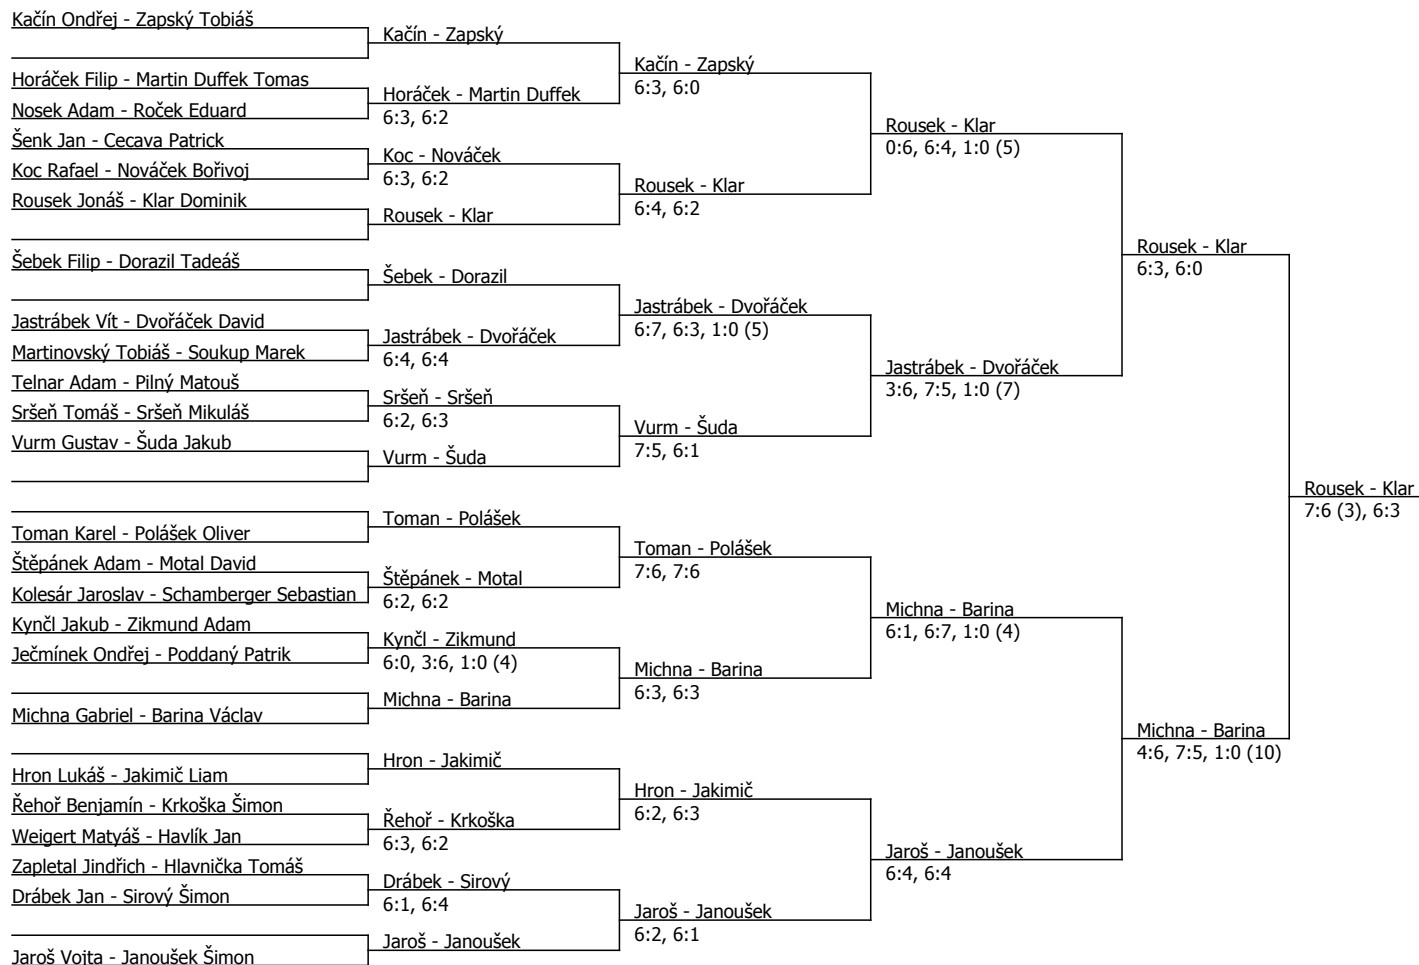 Kačín Ondřej - Zapský Tobiáš
Horáček Filip - Martin Duffek Tomas
Nosek Adam - Roček Eduard
Šenk Jan - Cecava Patrick
Koc Rafael - Nováček Bořivoj
Rousek Jonáš - Klar Dominik
Šebek Filip - Dorazil Tadeáš
Jastrábek Vít - Dvořáček David
Martinovský Tobiáš - Soukup Marek
Telnar Adam - Pilný Matouš
Sršeň Tomáš - Sršeň Mikuláš
Vurm Gustav - Šuda Jakub
Toman Karel - Polášek Oliver
Štěpánek Adam - Motal David
Kolesár Jaroslav - Schamberger Sebastian
Kynčl Jakub - Zikmund Adam
Ječmínek Ondřej - Poddaný Patrik
Michna Gabriel - Barina Václav
Hron Lukáš - Jakimič Liam
Řehoř Benjamín - Krkoška Šimon
Weigert Matyáš - Havlík Jan
Zapletal Jindřich - Hlavnička Tomáš
Drábek Jan - Sirový Šimon
Jaroš Vojta - Janoušek Šimon
Kačín - Zapský
Horáček - Martin Duffek
6:3, 6:2
Koc - Nováček
6:3, 6:2
Rousek - Klar
Šebek - Dorazil
Jastrábek - Dvořáček
6:4, 6:4
Sršeň - Sršeň
6:2, 6:3
Vurm - Šuda
Toman - Polášek
Štěpánek - Motal
6:2, 6:2
Kynčl - Zikmund
6:0, 3:6, 1:0 (4)
Michna - Barina
Hron - Jakimič
Řehoř - Krkoška
6:3, 6:2
Drábek - Sirový
6:1, 6:4
Jaroš - Janoušek
Kačín - Zapský
6:3, 6:0
Rousek - Klar
6:4, 6:2
Jastrábek - Dvořáček
6:7, 6:3, 1:0 (5)
Vurm - Šuda
7:5, 6:1
Toman - Polášek
7:6, 7:6
Michna - Barina
6:3, 6:3
Hron - Jakimič
6:2, 6:3
Jaroš - Janoušek
6:2, 6:1
Rousek - Klar
0:6, 6:4, 1:0 (5)
Jastrábek - Dvořáček
3:6, 7:5, 1:0 (7)
Michna - Barina
6:1, 6:7, 1:0 (4)
Jaroš - Janoušek
6:4, 6:4
Rousek - Klar
6:3, 6:0
Michna - Barina
4:6, 7:5, 1:0 (10)
Rousek - Klar
7:6 (3), 6:3